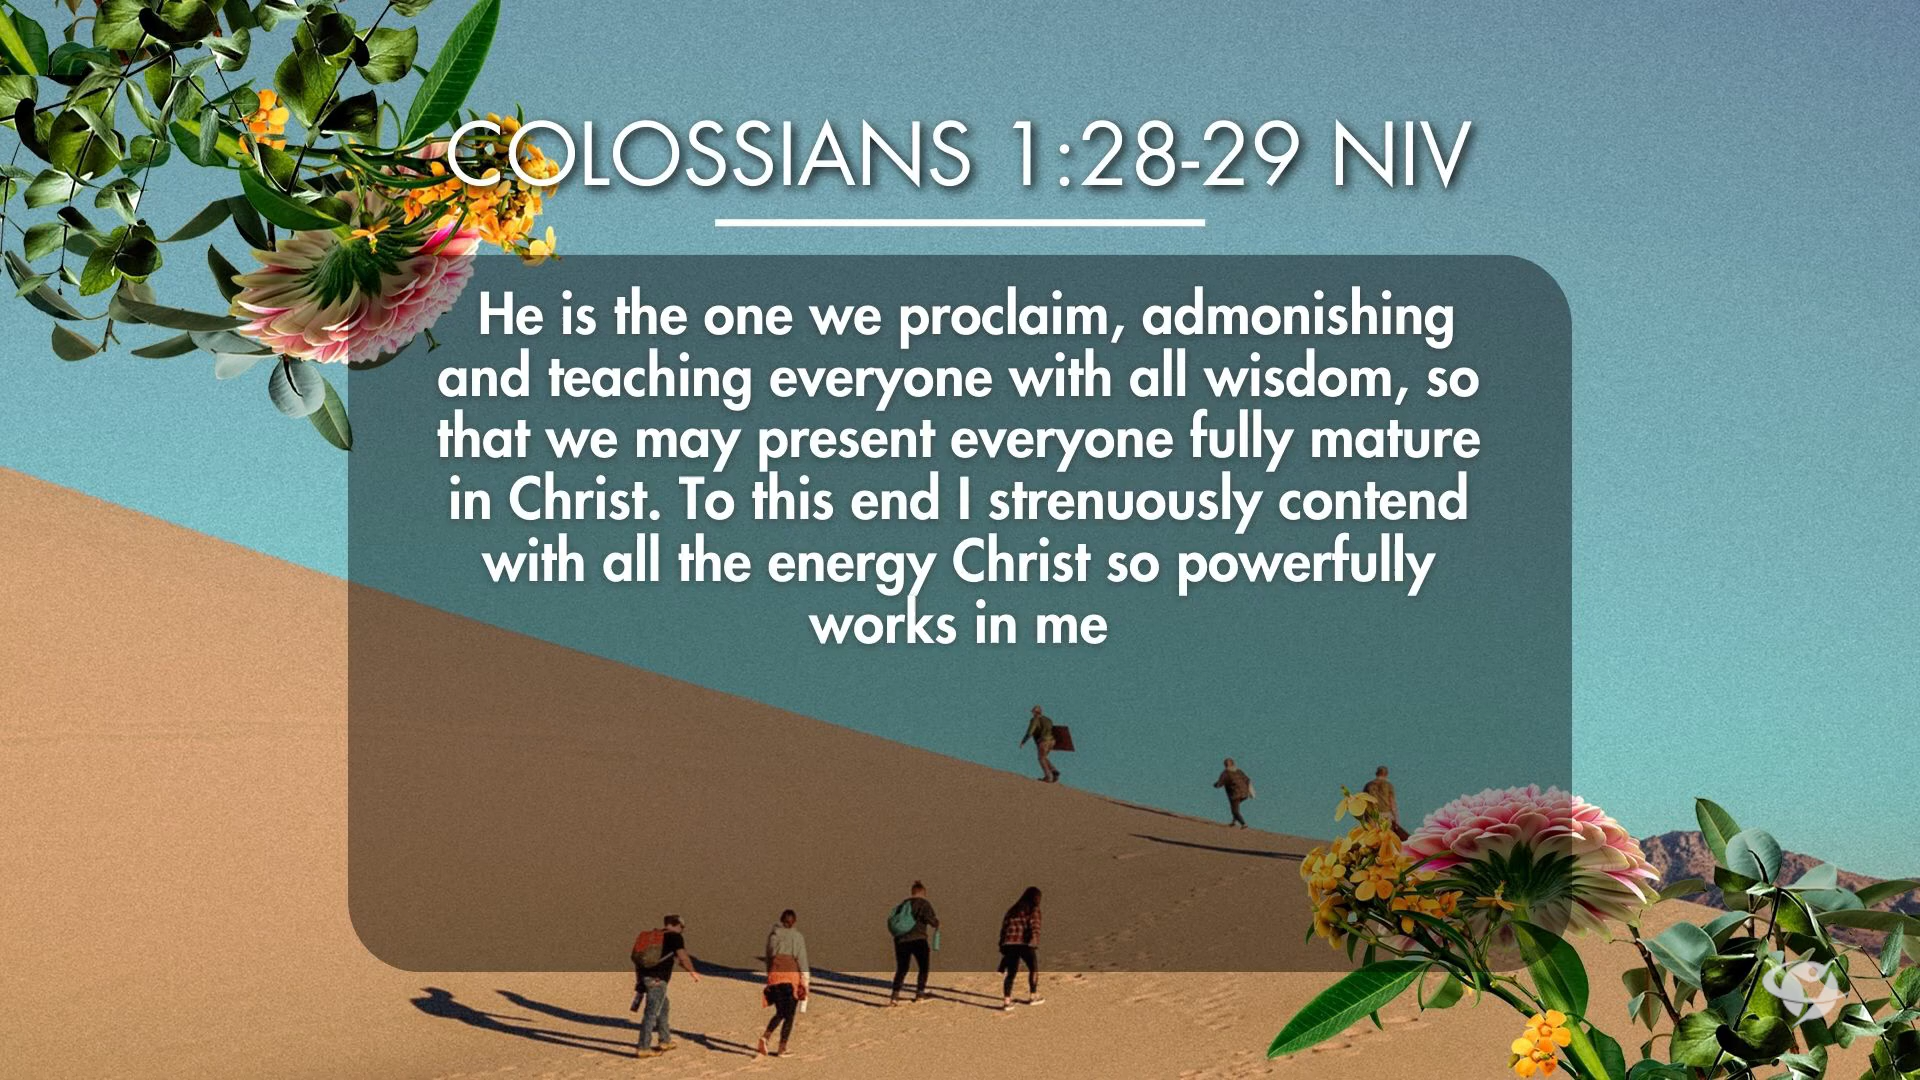 COLOSSIANS 1:28-29 NIV
He is the one we proclaim, admonishing
and teaching everyone with all wisdom, so
that we may present everyone fully mature
in Christ. To this end I strenuously contend
with all the energy Christ so powerfully
works in me